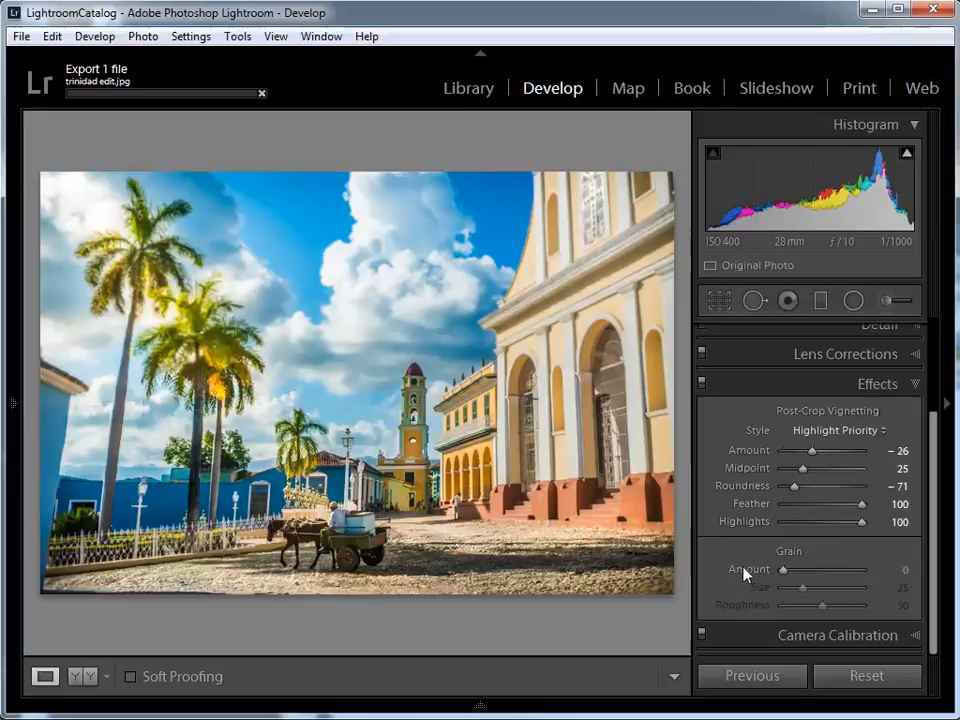 Lr LightroomCatalog - Adobe Photoshop Lightroom - Develop
File Edit Develop Photo Settings Tools View Window Help
Lr
Export 1 file
trinidad edit.jpg
Library Develop Map Book Slideshow Print Web
Histogram
ISO 400 28 mm ƒ / 10 1/1000
Original Photo
Detail
Lens Corrections
Effects
Post-Crop Vignetting
Style Highlight Priority
Amount - 26
Midpoint 25
Roundness - 71
Feather 100
Highlights 100
Grain
Amount 0
Size 25
Roughness 50
Camera Calibration
Y Y Soft Proofing
Previous Reset